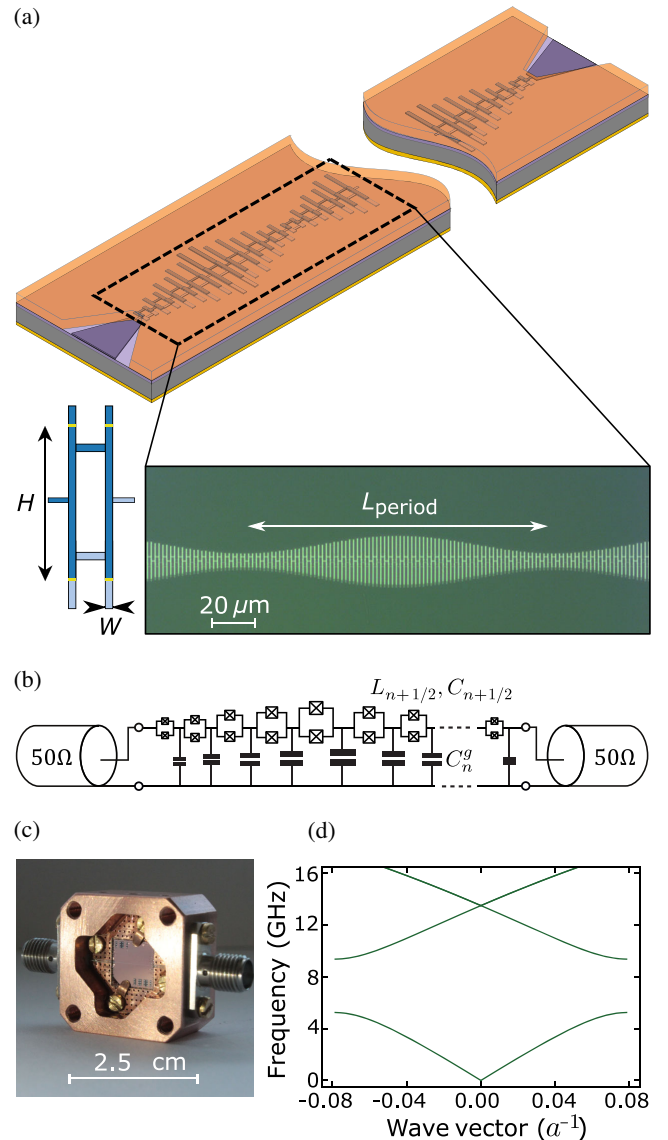 (a)
H
W
L_period
20 μm
(b)
L_{n+1/2}, C_{n+1/2}
50Ω
C_n^g
50Ω
(c)
2.5 cm
(d)
Frequency (GHz)
16
12
8
4
0
-0.08
-0.04
0.00
0.04
0.08
Wave vector (a⁻¹)